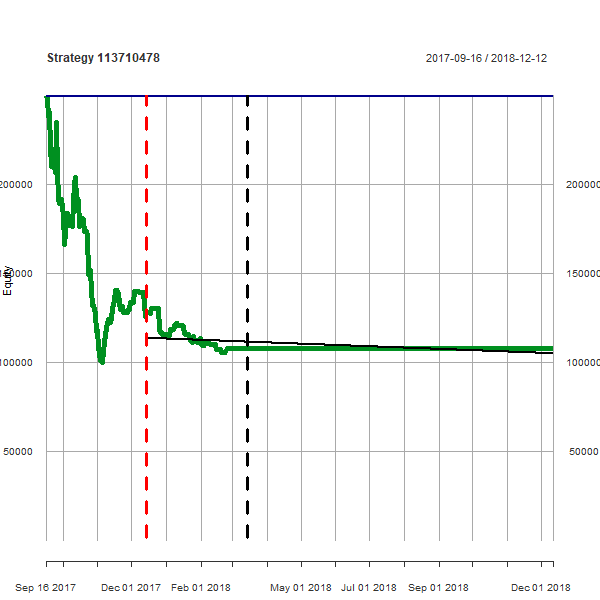 Strategy 113710478
2017-09-16 / 2018-12-12
200000
200000
150000
150000
Equity
100000
100000
50000
50000
Sep 16 2017
Dec 01 2017
Feb 01 2018
May 01 2018
Jul 01 2018
Sep 01 2018
Dec 01 2018